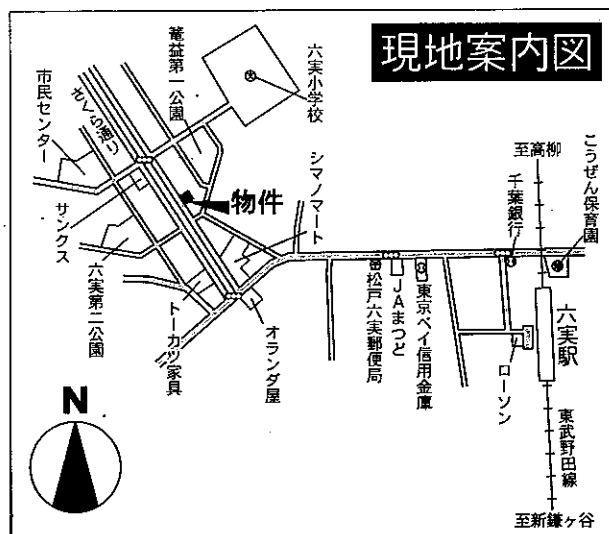 現地案内図
篭益第一公園
六実小学校
市民センター
さくら通り
シマノマート
こうぜん保育園
至高柳
千葉銀行
物件
サンクス
六実第二公園
トーカツ家具
オランダ屋
松戸六実郵便局
JAまつど
東京ベイ信用金庫
ローソン
六実駅
東武野田線
至新鎌ヶ谷
N